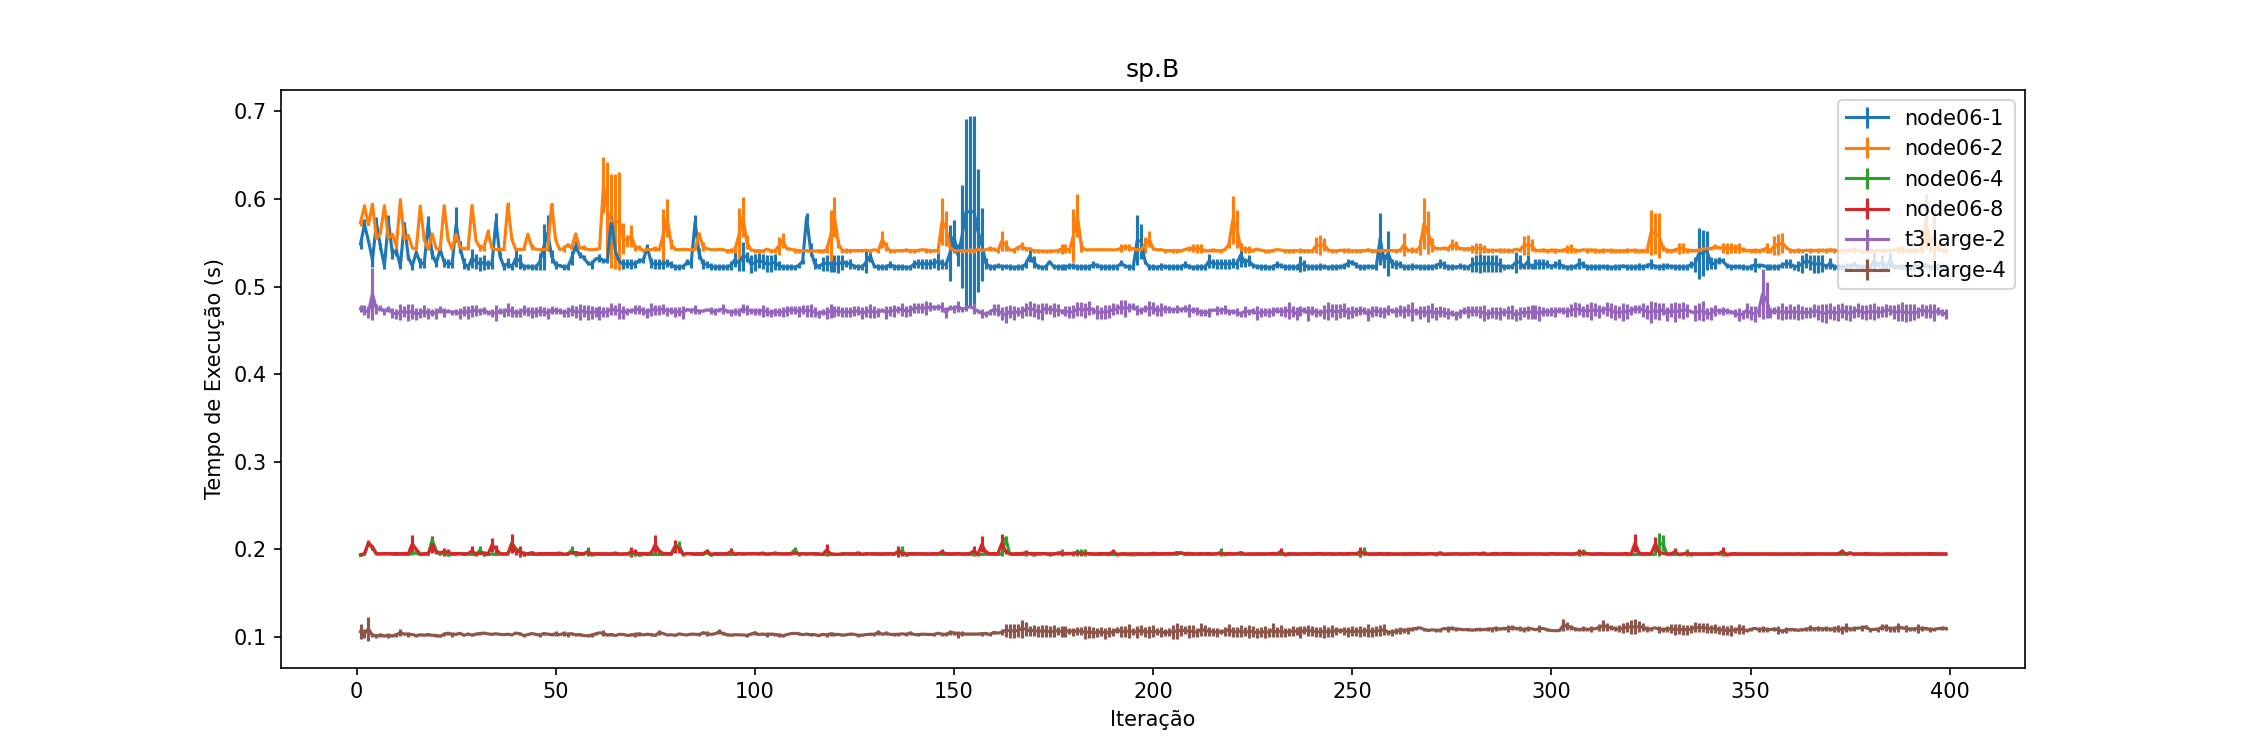 sp.B
0.7
0.6
0.5
0.4
0.3
0.2
0.1
Tempo de Execução (s)
0 50 100 150 200 250 300 350 400
Iteração
node06-1
node06-2
node06-4
node06-8
t3.large-2
t3.large-4